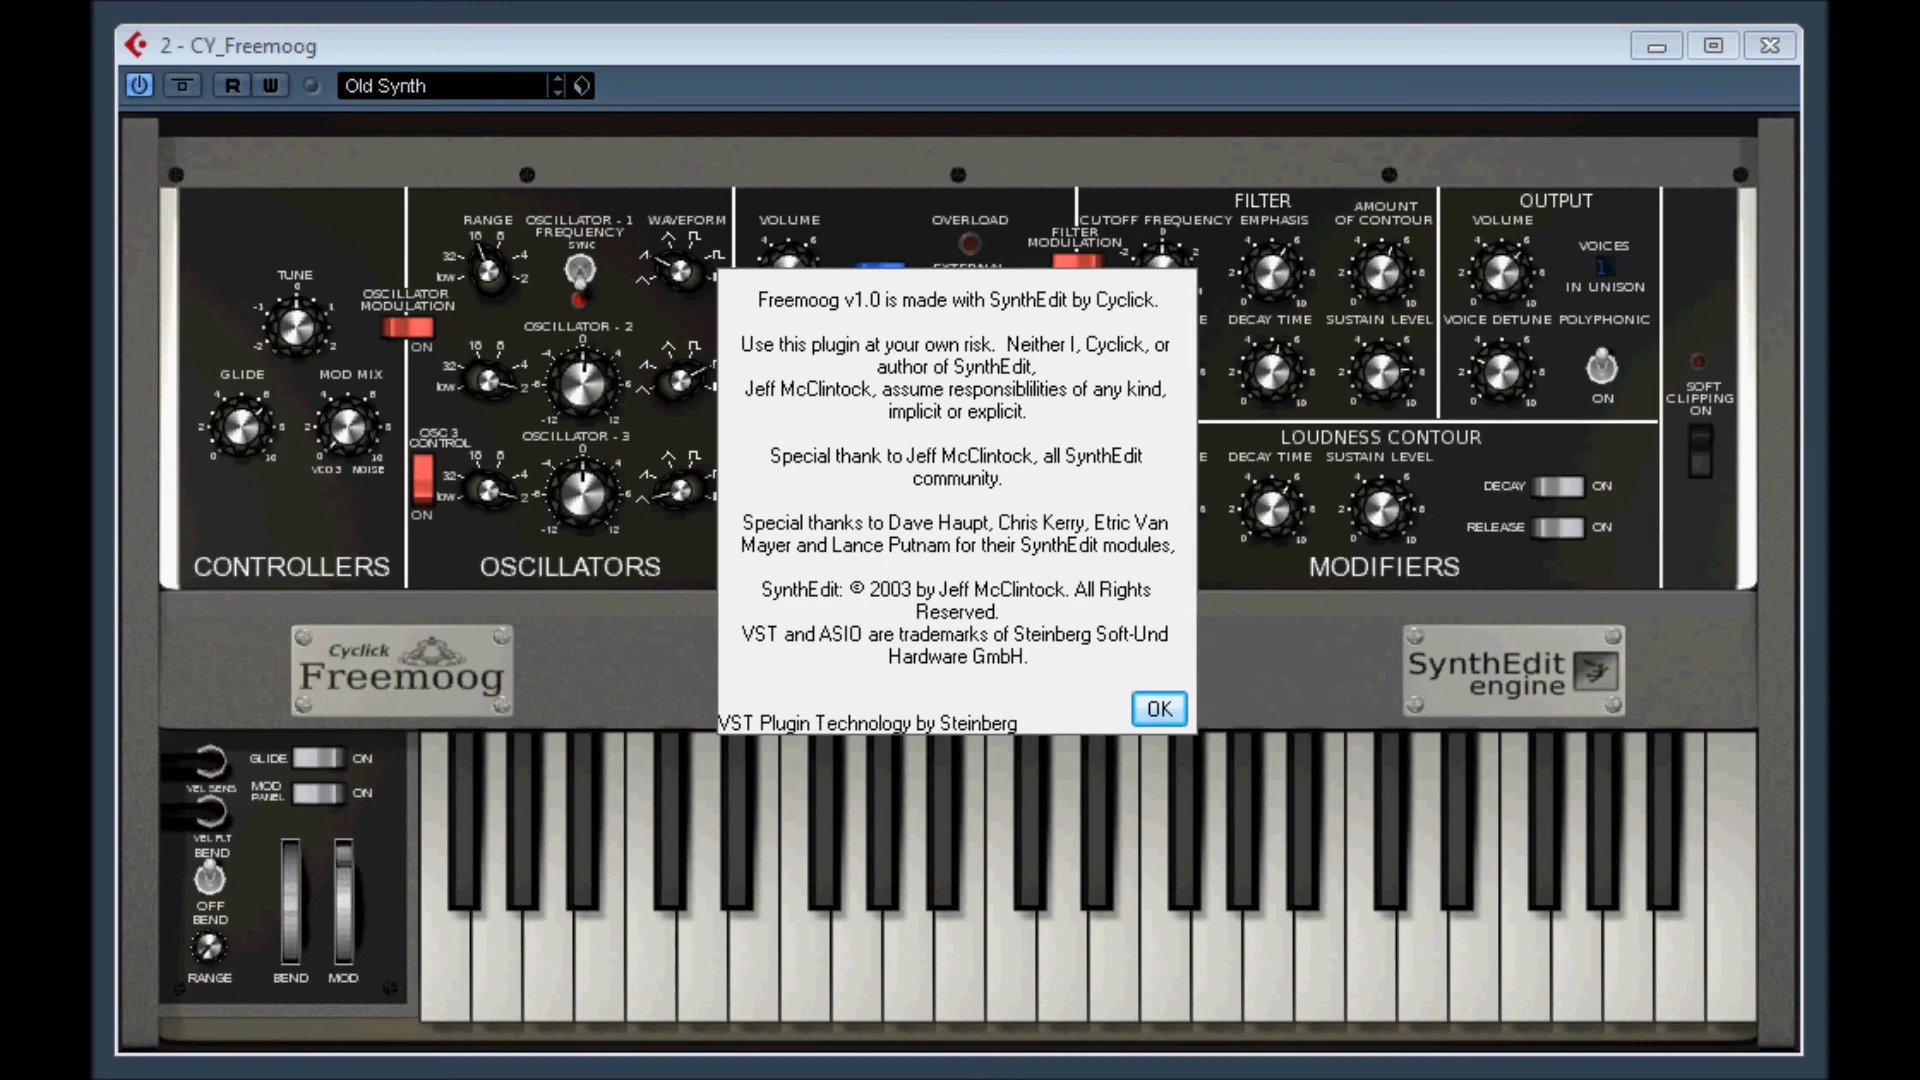 2 - CY_Freemoog
R W Old Synth
FILTER
OUTPUT
RANGE OSCILLATOR - 1 WAVEFORM
FREQUENCY
SYNC
VOLUME
OVERLOAD
CUTOFF FREQUENCY EMPHASIS
AMOUNT
OF CONTOUR
VOLUME
FILTER
MODULATION
VOICES
1
IN UNISON
TUNE
OSCILLATOR
MODULATION
ON
OSCILLATOR - 2
DECAY TIME SUSTAIN LEVEL
VOICE DETUNE POLYPHONIC
ON
GLIDE
MOD MIX
VCO 3 NOISE
OSC 3
CONTROL
ON
OSCILLATOR - 3
SOFT
CLIPPING
ON
LOUDNESS CONTOUR
DECAY TIME SUSTAIN LEVEL
DECAY ON
RELEASE ON
CONTROLLERS
OSCILLATORS
MODIFIERS
Freemoog v1.0 is made with SynthEdit by Cyclick.
Use this plugin at your own risk. Neither I, Cyclick, or
author of SynthEdit,
Jeff McClintock, assume responsiblilities of any kind,
implicit or explicit.
Special thank to Jeff McClintock, all SynthEdit
community.
Special thanks to Dave Haupt, Chris Kerry, Etric Van
Mayer and Lance Putnam for their SynthEdit modules,
SynthEdit: © 2003 by Jeff McClintock. All Rights
Reserved.
VST and ASIO are trademarks of Steinberg Soft-Und
Hardware GmbH.
OK
VST Plugin Technology by Steinberg
Cyclick
Freemoog
SynthEdit
engine
GLIDE ON
VEL SENS
MOD
PANEL
ON
VEL FLT
BEND
OFF
BEND
RANGE
BEND
MOD